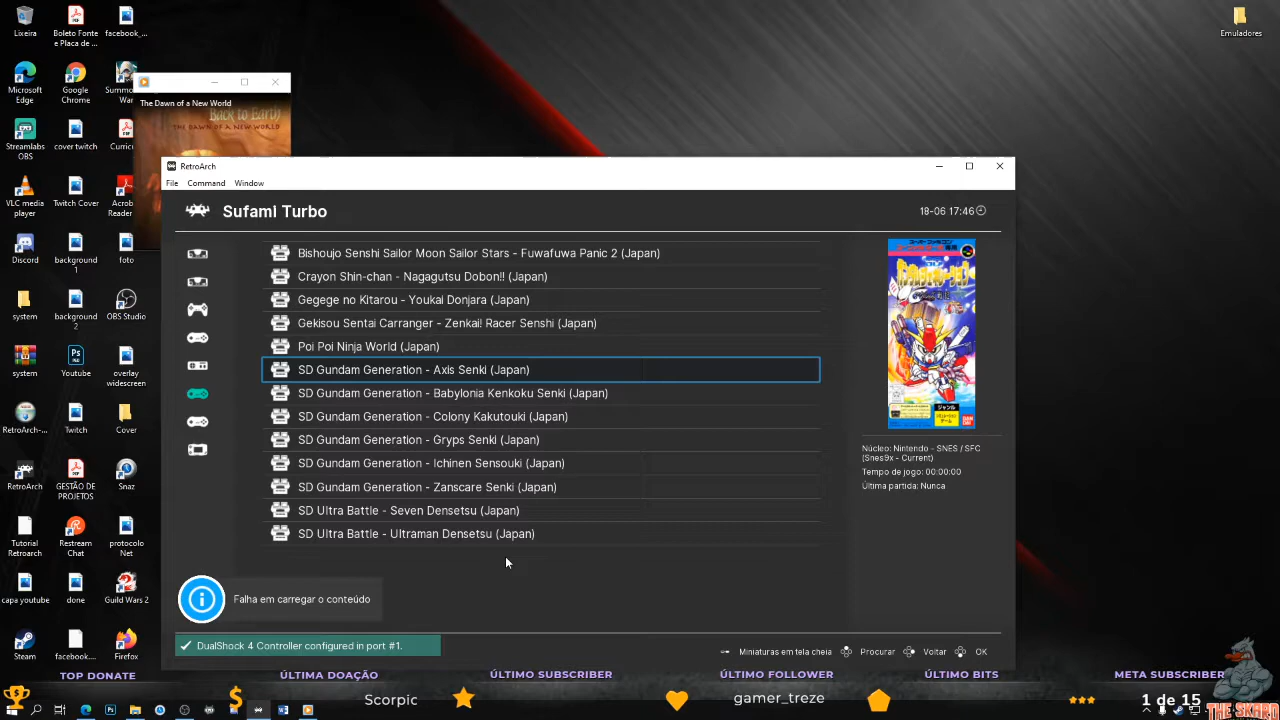 Lixeira
Boleto Fonte e Placa de ...
facebook_...
Emuladores
Microsoft Edge
Google Chrome
Summo... War
The Dawn of a New World
Back to Earth
THE DAWN OF A NEW WORLD
Streamlabs OBS
cover twitch
Curric...
RetroArch
File Command Window
VLC media player
Twitch Cover
Acrob... Reader
Sufami Turbo
18-06 17:46
Discord
background 1
foto
Bishoujo Senshi Sailor Moon Sailor Stars - Fuwafuwa Panic 2 (Japan)
Crayon Shin-chan - Nagagutsu Dobon!! (Japan)
Gegege no Kitarou - Youkai Donjara (Japan)
system
background 2
OBS Studio
Gekisou Sentai Carranger - Zenkai! Racer Senshi (Japan)
Poi Poi Ninja World (Japan)
system
Youtube
overlay widescreen
SD Gundam Generation - Axis Senki (Japan)
SD Gundam Generation - Babylonia Kenkoku Senki (Japan)
SD Gundam Generation - Colony Kakutouki (Japan)
RetroArch-...
Twitch
Cover
SD Gundam Generation - Gryps Senki (Japan)
Núcleo: Nintendo - SNES / SFC
(Snes9x - Current)
SD Gundam Generation - Ichinen Sensouki (Japan)
Tempo de jogo: 00:00:00
SD Gundam Generation - Zanscare Senki (Japan)
Última partida: Nunca
RetroArch
GESTÃO DE PROJETOS
Snaz
SD Ultra Battle - Seven Densetsu (Japan)
SD Ultra Battle - Ultraman Densetsu (Japan)
Tutorial Retroarch
Restream Chat
protocolo Net
capa youtube
done
Guild Wars 2
Falha em carregar o conteúdo
Steam
facebook....
Firefox
DualShock 4 Controller configured in port #1.
Miniaturas em tela cheia Procurar Voltar OK
TOP DONATE
ÚLTIMA DOAÇÃO
ÚLTIMO SUBSCRIBER
ÚLTIMO FOLLOWER
ÚLTIMO BITS
META SUBSCRIBER
Scorpic
gamer_treze
1 de 15
THE SKARD